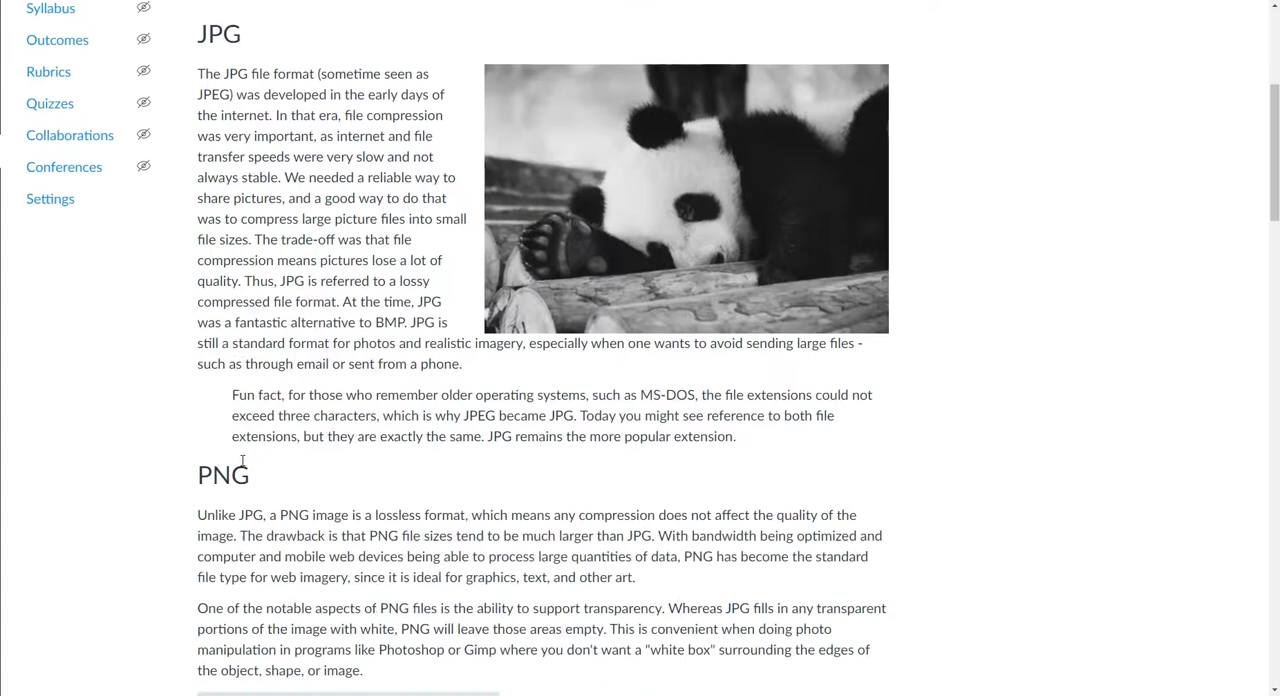 Syllabus
Outcomes
Rubrics
Quizzes
Collaborations
Conferences
Settings
JPG
The JPG file format (sometime seen as
JPEG) was developed in the early days of
the internet. In that era, file compression
was very important, as internet and file
transfer speeds were very slow and not
always stable. We needed a reliable way to
share pictures, and a good way to do that
was to compress large picture files into small
file sizes. The trade-off was that file
compression means pictures lose a lot of
quality. Thus, JPG is referred to a lossy
compressed file format. At the time, JPG
was a fantastic alternative to BMP. JPG is
still a standard format for photos and realistic imagery, especially when one wants to avoid sending large files -
such as through email or sent from a phone.
Fun fact, for those who remember older operating systems, such as MS-DOS, the file extensions could not
exceed three characters, which is why JPEG became JPG. Today you might see reference to both file
extensions, but they are exactly the same. JPG remains the more popular extension.
PNG
Unlike JPG, a PNG image is a lossless format, which means any compression does not affect the quality of the
image. The drawback is that PNG file sizes tend to be much larger than JPG. With bandwidth being optimized and
computer and mobile web devices being able to process large quantities of data, PNG has become the standard
file type for web imagery, since it is ideal for graphics, text, and other art.
One of the notable aspects of PNG files is the ability to support transparency. Whereas JPG fills in any transparent
portions of the image with white, PNG will leave those areas empty. This is convenient when doing photo
manipulation in programs like Photoshop or Gimp where you don't want a "white box" surrounding the edges of
the object, shape, or image.